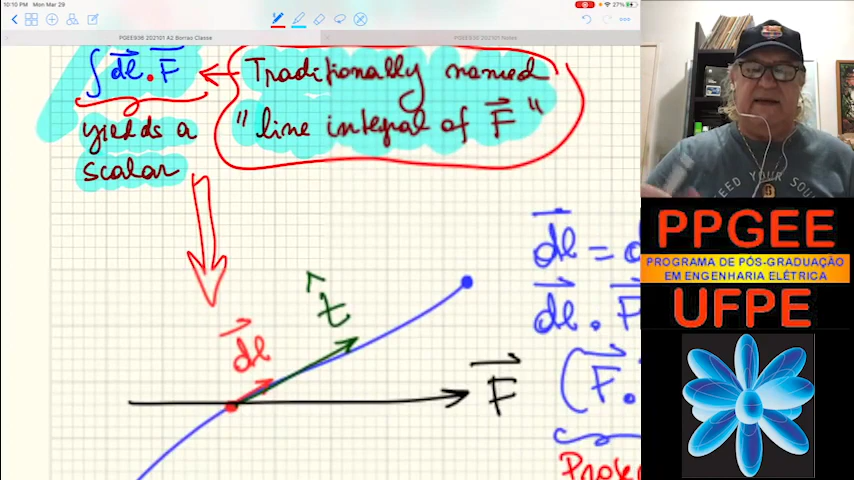 10:10 PM Mon Mar 29
27%
PGEE936 202101 A2 Borrao Classe
PGEE936 202101 Notes
∫dl.F
Traditionally named
"line integral of F"
yields a
scalar
t
dl
F
dl = d
dl . F
(F.
PPGEE
PROGRAMA DE PÓS-GRADUAÇÃO
EM ENGENHARIA ELÉTRICA
UFPE